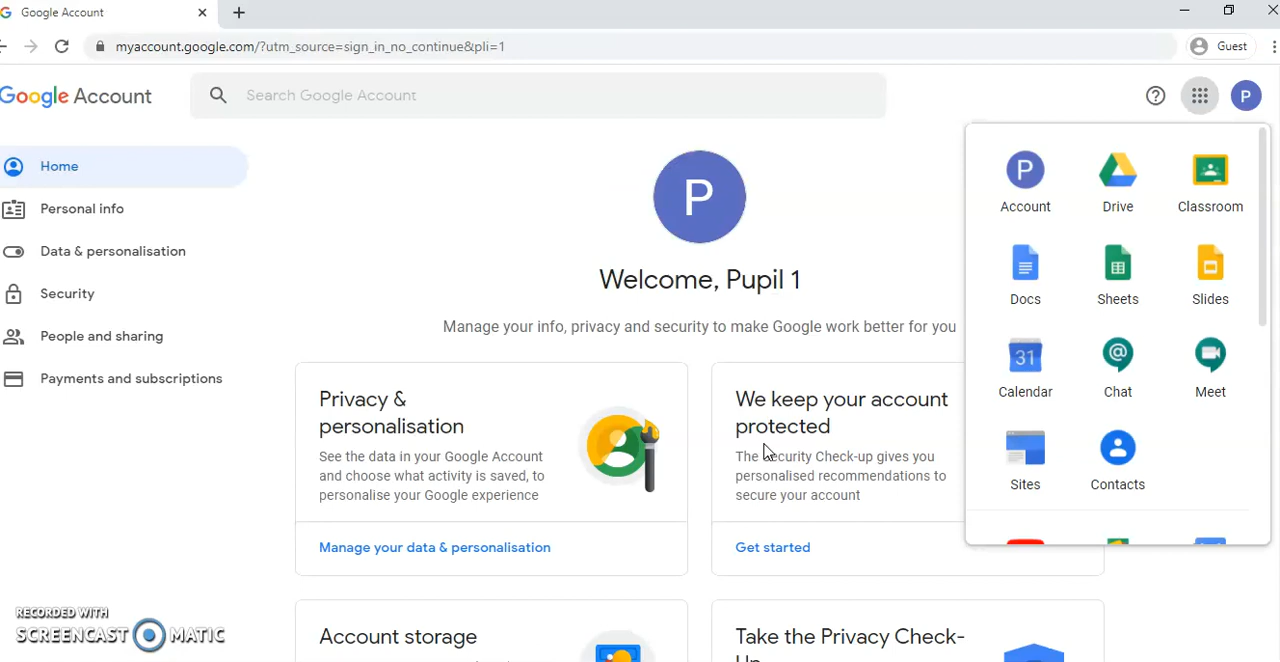 Google Account
myaccount.google.com/?utm_source=sign_in_no_continue&pli=1
Guest
Google Account
Search Google Account
P
Home
Personal info
Data & personalisation
Security
People and sharing
Payments and subscriptions
P
Welcome, Pupil 1
Manage your info, privacy and security to make Google work better for you
Privacy &
personalisation
See the data in your Google Account
and choose what activity is saved, to
personalise your Google experience
Manage your data & personalisation
We keep your account
protected
The Security Check-up gives you
personalised recommendations to
secure your account
Get started
Account storage
Take the Privacy Check-
P
Account
Drive
Classroom
Docs
Sheets
Slides
31
Calendar
Chat
Meet
Sites
Contacts
RECORDED WITH
SCREENCAST MATIC